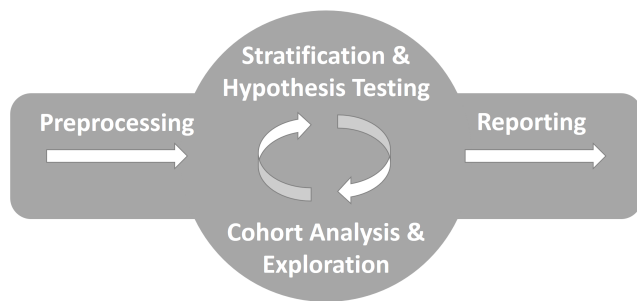 Preprocessing
Stratification &
Hypothesis Testing
Cohort Analysis &
Exploration
Reporting